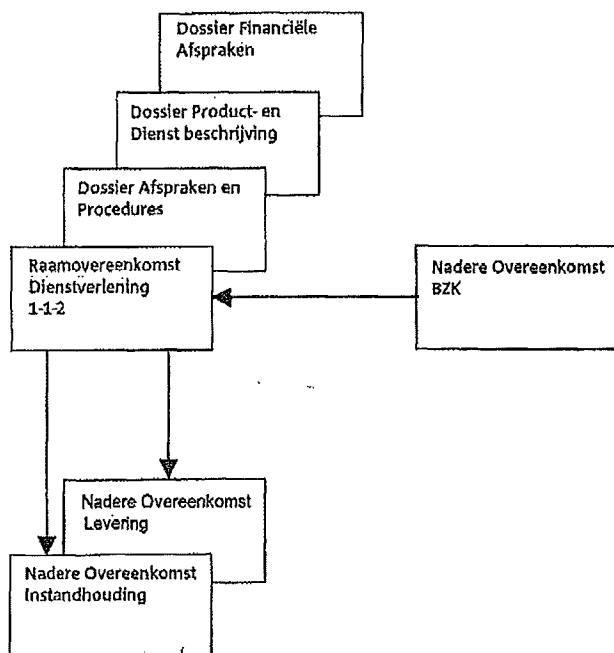 Dossier Financiële
Afspraken
Dossier Product- en
Dienst beschrijving
Dossier Afspraken en
Procedures
Raamovereenkomst
Dienstverlening
1-1-2
Nadere Overeenkomst
BZK
Nadere Overeenkomst
Levering
Nadere Overeenkomst
Instandhouding